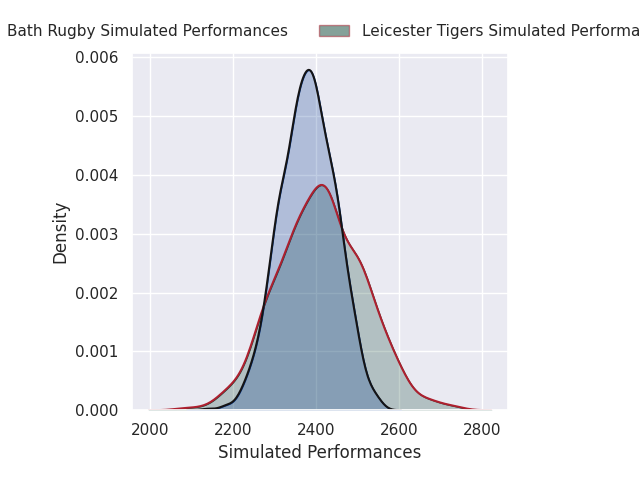 Bath Rugby Simulated Performances
Leicester Tigers Simulated Performa
0.006
0.005
0.004
0.003
0.002
0.001
0.000
Density
2000 2200 2400 2600 2800
Simulated Performances